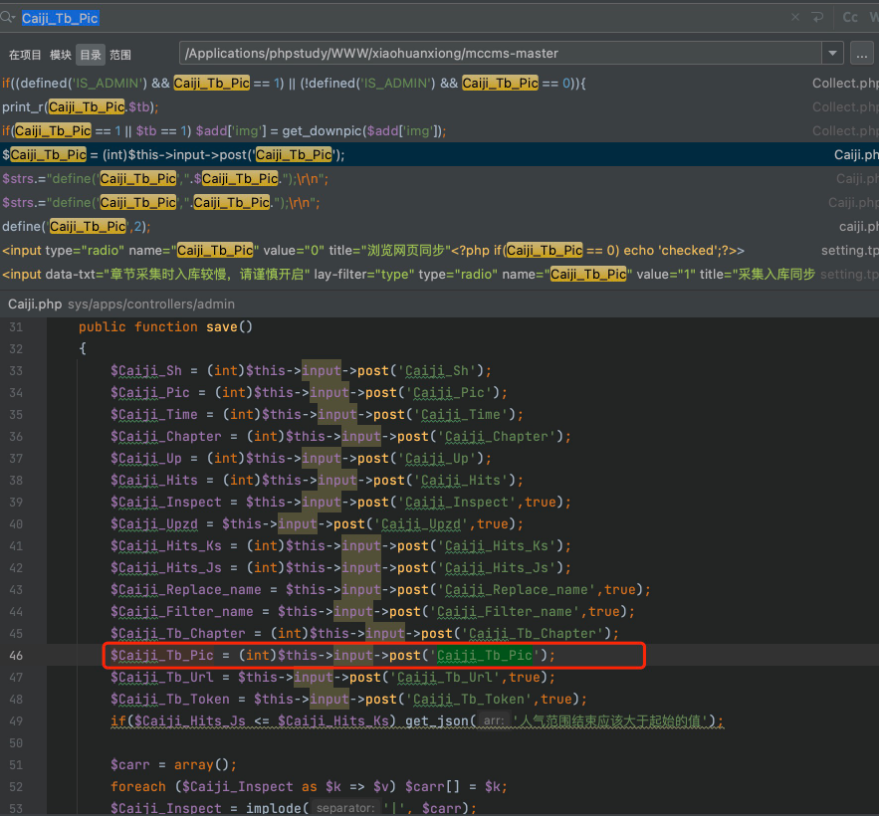 Caiji_Tb_Pic × Cc W
在项目 模块 目录 范围 /Applications/phpstudy/WWW/xiaohuanxiong/mccms-master ...
if((defined('IS_ADMIN') && Caiji_Tb_Pic == 1) || (!defined('IS_ADMIN') && Caiji_Tb_Pic == 0)){ Collect.php
print_r(Caiji_Tb_Pic.$tb); Collect.php
if(Caiji_Tb_Pic == 1 || $tb == 1) $add['img'] = get_downpic($add['img']); Collect.php
$Caiji_Tb_Pic = (int)$this->input->post('Caiji_Tb_Pic'); Caiji.ph
$strs.="define('Caiji_Tb_Pic',".$Caiji_Tb_Pic.");\r\n"; Caiji.ph
$strs.="define('Caiji_Tb_Pic',".Caiji_Tb_Pic.");\r\n"; Caiji.ph
define('Caiji_Tb_Pic',2); caiji.ph
<input type="radio" name="Caiji_Tb_Pic" value="0" title="浏览网页同步"<?php if(Caiji_Tb_Pic == 0) echo 'checked';?>> setting.tp
<input data-txt="章节采集时入库较慢，请谨慎开启" lay-filter="type" type="radio" name="Caiji_Tb_Pic" value="1" title="采集入库同步 setting.tp
Caiji.php sys/apps/controllers/admin
31 public function save()
32 {
33 $Caiji_Sh = (int)$this->input->post('Caiji_Sh');
34 $Caiji_Pic = (int)$this->input->post('Caiji_Pic');
35 $Caiji_Time = (int)$this->input->post('Caiji_Time');
36 $Caiji_Chapter = (int)$this->input->post('Caiji_Chapter');
37 $Caiji_Up = (int)$this->input->post('Caiji_Up');
38 $Caiji_Hits = (int)$this->input->post('Caiji_Hits');
39 $Caiji_Inspect = $this->input->post('Caiji_Inspect',true);
40 $Caiji_Upzd = $this->input->post('Caiji_Upzd',true);
41 $Caiji_Hits_Ks = (int)$this->input->post('Caiji_Hits_Ks');
42 $Caiji_Hits_Js = (int)$this->input->post('Caiji_Hits_Js');
43 $Caiji_Replace_name = $this->input->post('Caiji_Replace_name',true);
44 $Caiji_Filter_name = $this->input->post('Caiji_Filter_name',true);
45 $Caiji_Tb_Chapter = (int)$this->input->post('Caiji_Tb_Chapter');
46 $Caiji_Tb_Pic = (int)$this->input->post('Caiji_Tb_Pic');
47 $Caiji_Tb_Url = $this->input->post('Caiji_Tb_Url',true);
48 $Caiji_Tb_Token = $this->input->post('Caiji_Tb_Token',true);
49 if($Caiji_Hits_Js <= $Caiji_Hits_Ks) get_json( arr: '人气范围结束应该大于起始的值');
50
51 $carr = array();
52 foreach ($Caiji_Inspect as $k => $v) $carr[] = $k;
53 $Caiji_Inspect = implode( separator: '|', $carr);